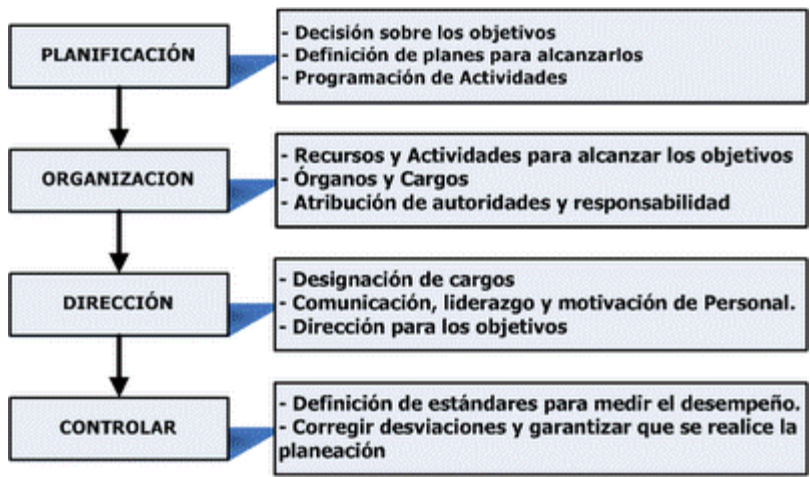 PLANIFICACIÓN
- Decisión sobre los objetivos
- Definición de planes para alcanzarlos
- Programación de Actividades
ORGANIZACION
- Recursos y Actividades para alcanzar los objetivos
- Órganos y Cargos
- Atribución de autoridades y responsabilidad
DIRECCIÓN
- Designación de cargos
- Comunicación, liderazgo y motivación de Personal.
- Dirección para los objetivos
CONTROLAR
- Definición de estándares para medir el desempeño.
- Corregir desviaciones y garantizar que se realice la
planeación